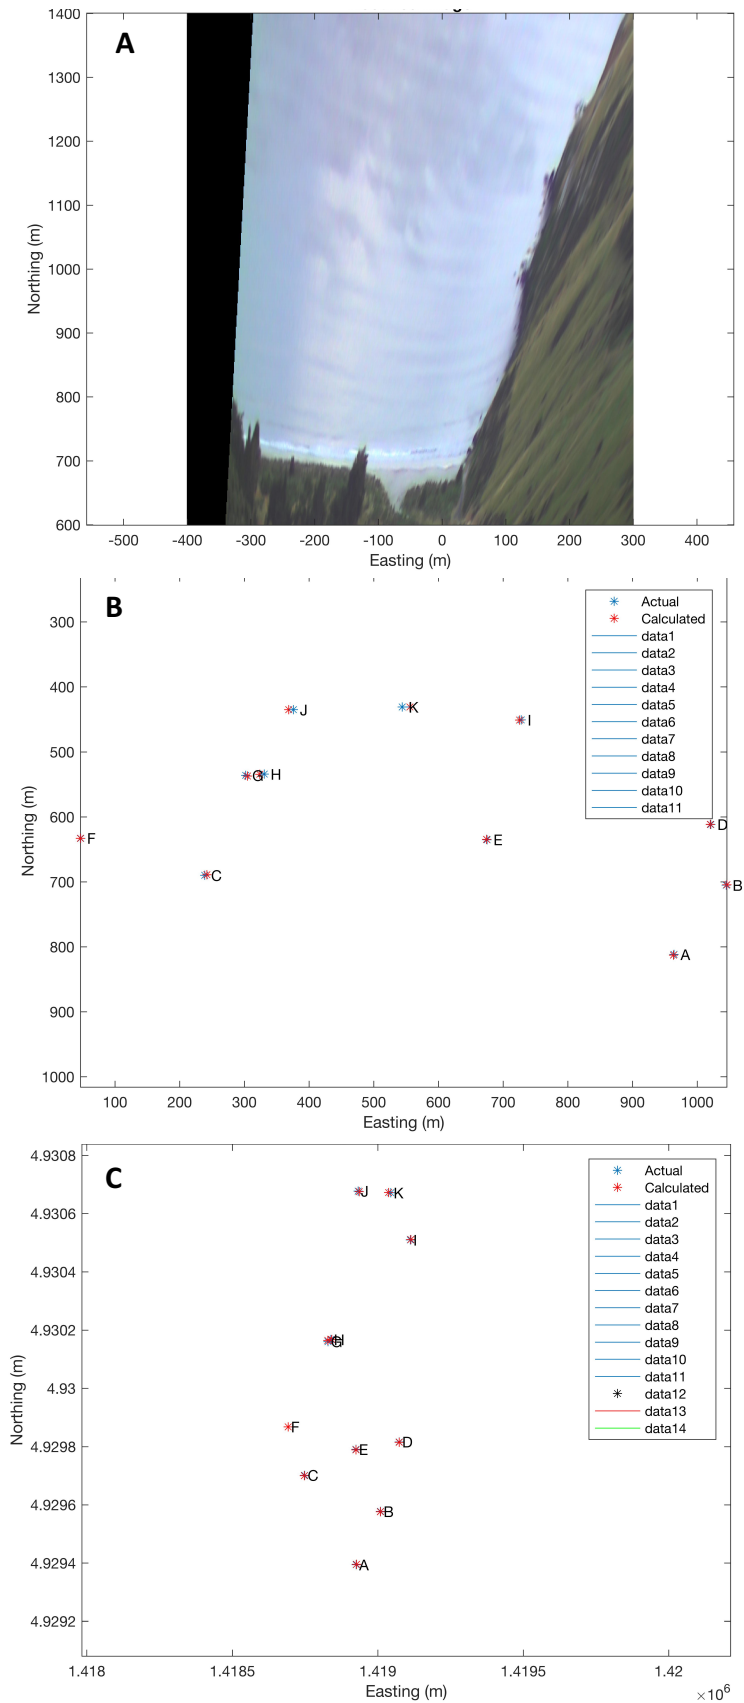 1400
A
1300
1200
1100
1000
900
800
700
600
Northing (m)
-500 -400 -300 -200 -100 0 100 200 300 400
Easting (m)
B
300
400
500
600
700
800
900
1000
Northing (m)
Actual
Calculated
data1
data2
data3
data4
data5
data6
data7
data8
data9
data10
data11
J
K
I
G
H
F
E
D
C
B
A
100 200 300 400 500 600 700 800 900 1000
Easting (m)
C
4.9308
4.9306
4.9304
4.9302
4.93
4.9298
4.9296
4.9294
4.9292
Northing (m)
Actual
Calculated
data1
data2
data3
data4
data5
data6
data7
data8
data9
data10
data11
data12
data13
data14
J
K
I
H
G
F
E
D
C
B
A
1.418 1.4185 1.419 1.4195 1.42
×10⁶
Easting (m)